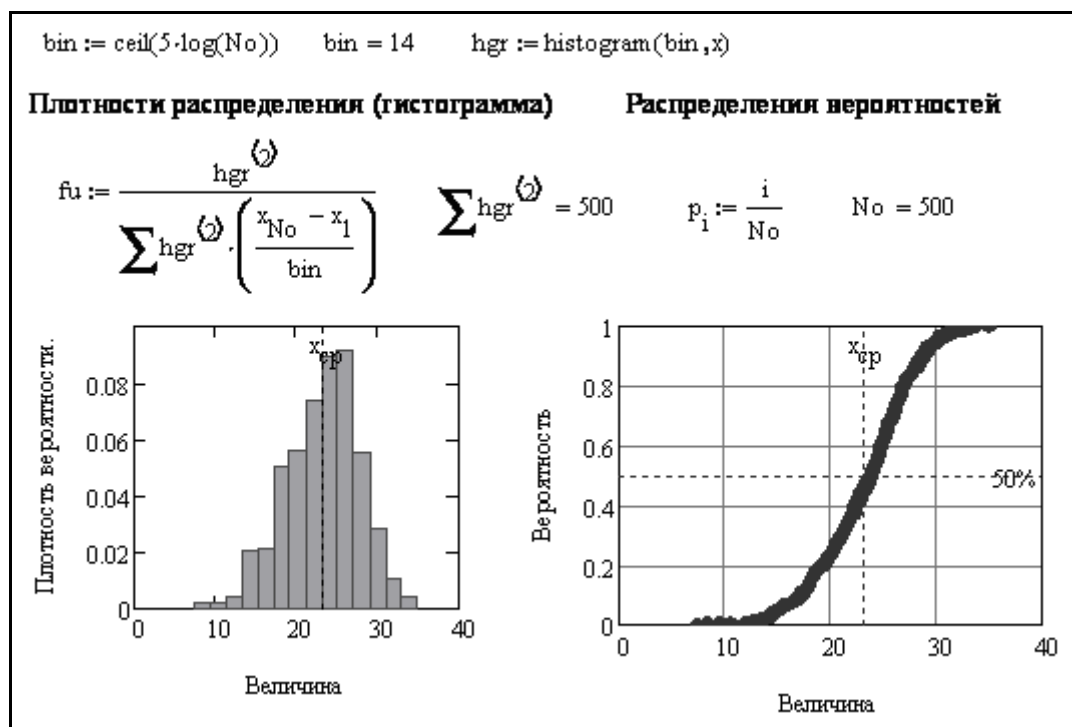 bin := ceil(5·log(No)) bin = 14 hgr := histogram(bin,x)
Плотности распределения (гистограмма) Распределения вероятностей
fu := hgr⟨2⟩ / (∑hgr⟨2⟩·((x_No − x_1)/bin)) ∑hgr⟨2⟩ = 500 p_i := i/No No = 500
Плотность вероятности.
0.08
0.06
0.04
0.02
0
x_ср
0 10 20 30 40
Величина
Вероятность
1
0.8
0.6
0.4
0.2
0
x_ср
50%
0 10 20 30 40
Величина